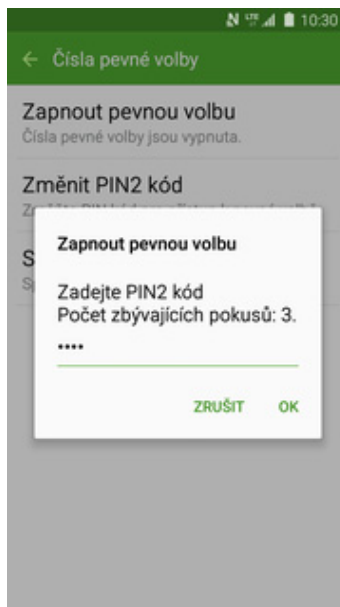 10:30
Čísla pevné volby
Zapnout pevnou volbu
Čísla pevné volby jsou vypnuta.
Změnit PIN2 kód
Zapnout pevnou volbu
Zadejte PIN2 kód
Počet zbývajících pokusů: 3.
••••
ZRUŠIT OK